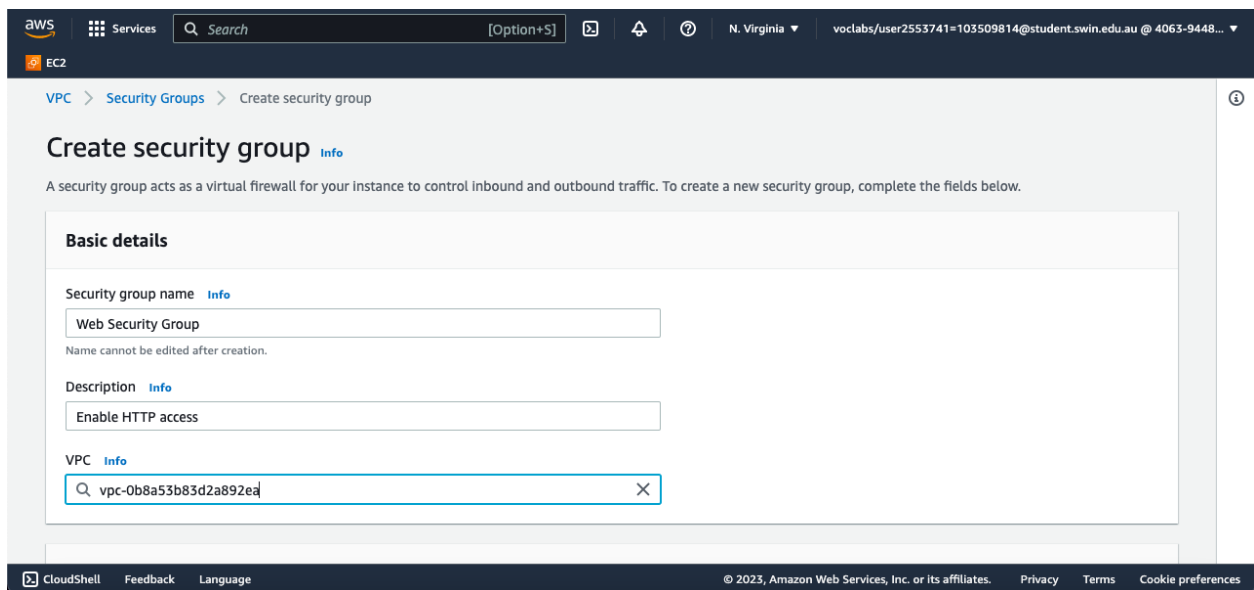 aws Services Search [Option+S] N. Virginia ▼ voclabs/user2553741=103509814@student.swin.edu.au @ 4063-9448... ▼
EC2
VPC > Security Groups > Create security group
Create security group Info
A security group acts as a virtual firewall for your instance to control inbound and outbound traffic. To create a new security group, complete the fields below.
Basic details
Security group name Info
Web Security Group
Name cannot be edited after creation.
Description Info
Enable HTTP access
VPC Info
vpc-0b8a53b83d2a892ea
CloudShell Feedback Language © 2023, Amazon Web Services, Inc. or its affiliates. Privacy Terms Cookie preferences